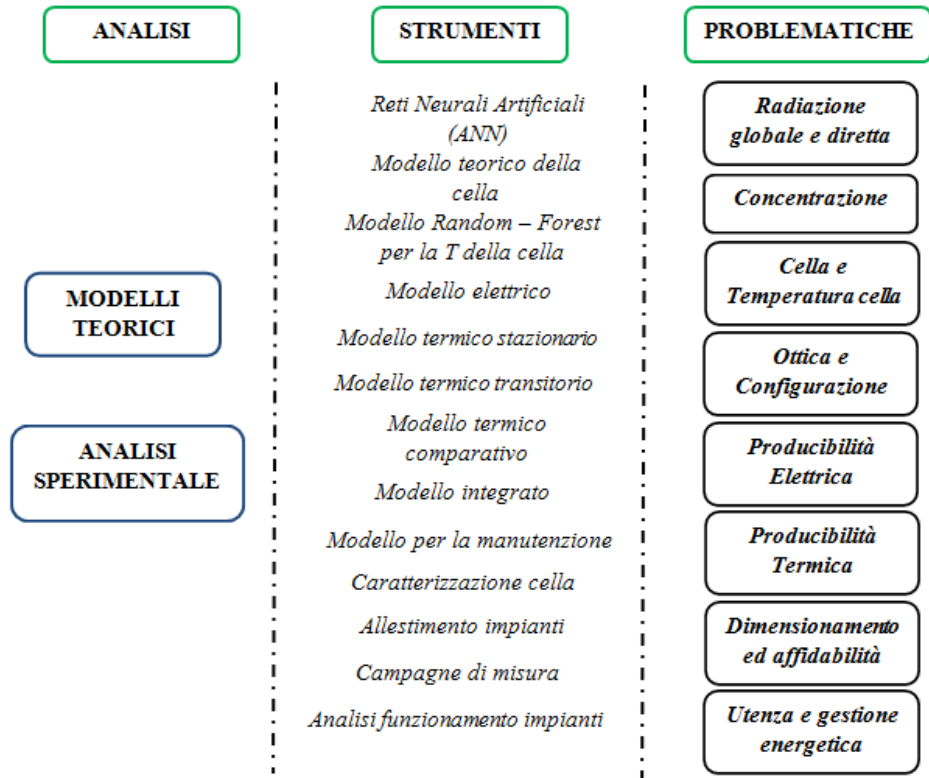 ANALISI
STRUMENTI
PROBLEMATICHE
MODELLI
TEORICI
ANALISI
SPERIMENTALE
Reti Neurali Artificiali
(ANN)
Modello teorico della
cella
Modello Random – Forest
per la T della cella
Modello elettrico
Modello termico stazionario
Modello termico transitorio
Modello termico
comparativo
Modello integrato
Modello per la manutenzione
Caratterizzazione cella
Allestimento impianti
Campagne di misura
Analisi funzionamento impianti
Radiazione
globale e diretta
Concentrazione
Cella e
Temperatura cella
Ottica e
Configurazione
Producibilità
Elettrica
Producibilità
Termica
Dimensionamento
ed affidabilità
Utenza e gestione
energetica